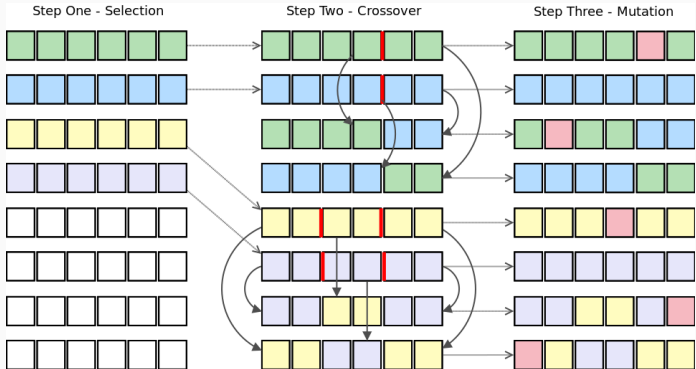 Step One - Selection
Step Two - Crossover
Step Three - Mutation